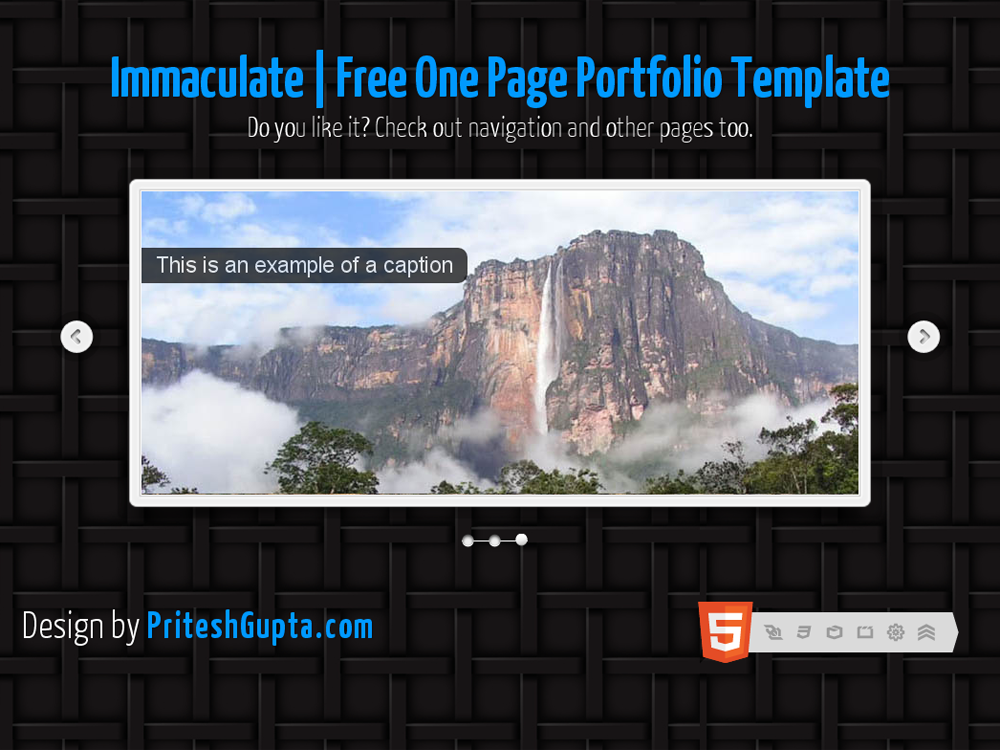 Immaculate | Free One Page Portfolio Template
Do you like it? Check out navigation and other pages too.
This is an example of a caption
Design by PriteshGupta.com
5